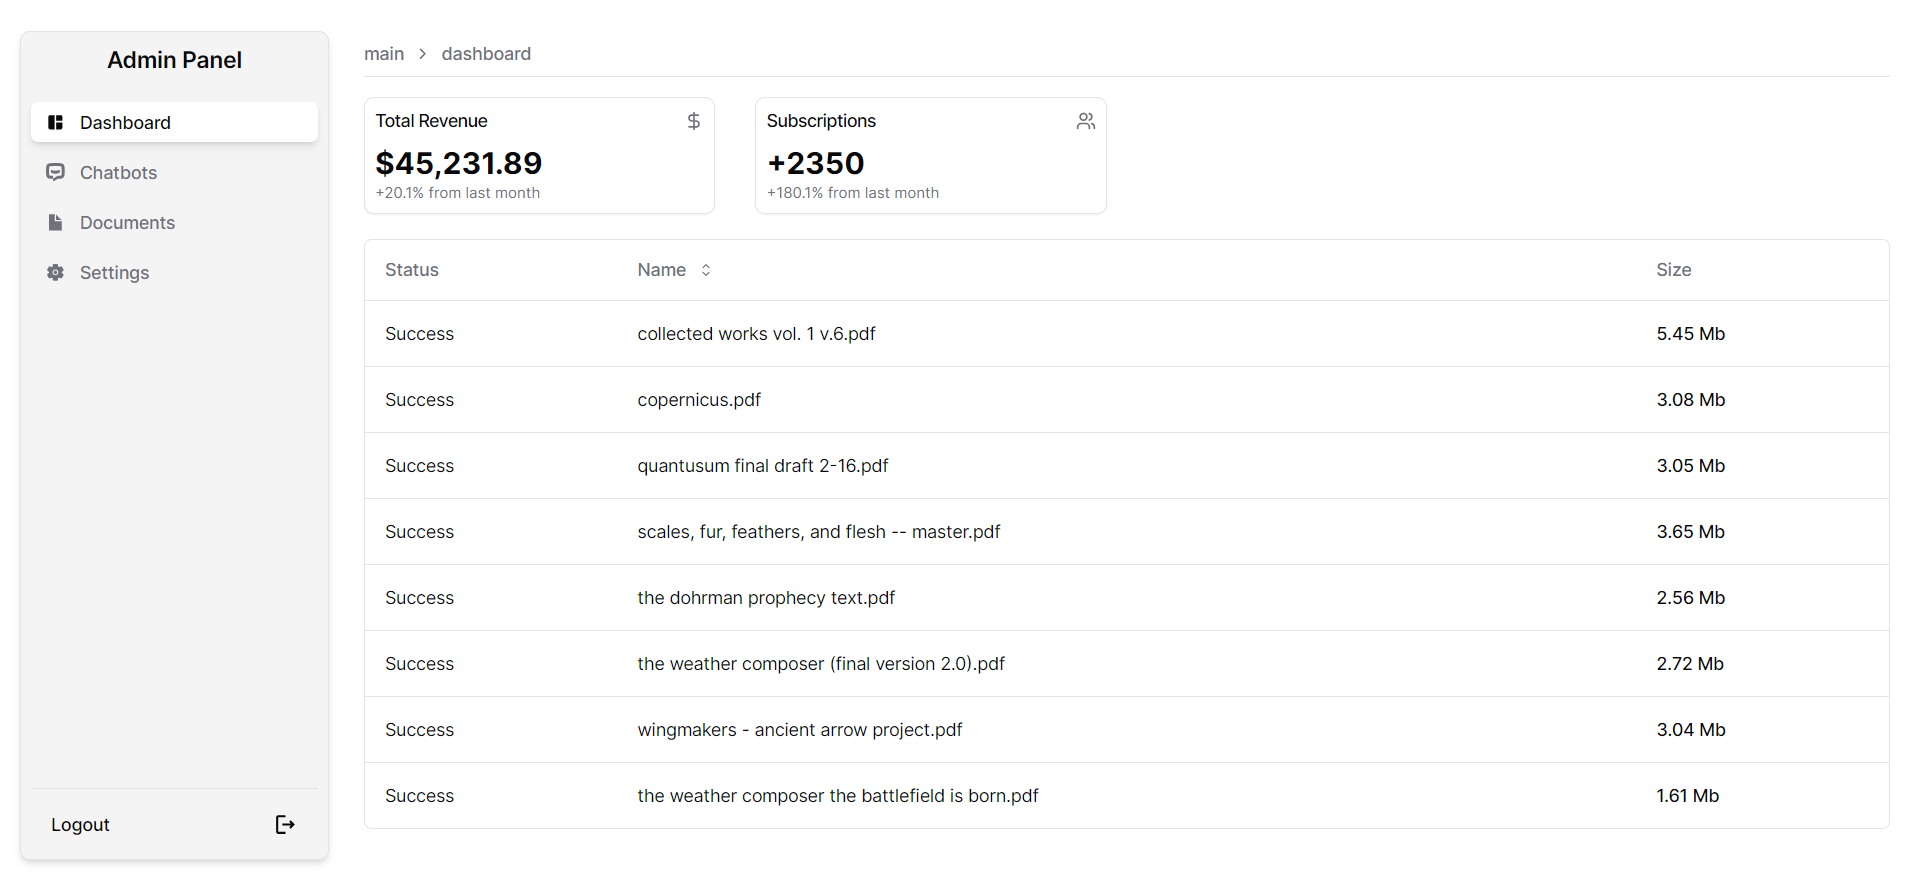 Admin Panel
Dashboard
Chatbots
Documents
Settings
Logout
main > dashboard
Total Revenue $
$45,231.89
+20.1% from last month
Subscriptions
+2350
+180.1% from last month
Status Name Size
Success collected works vol. 1 v.6.pdf 5.45 Mb
Success copernicus.pdf 3.08 Mb
Success quantusum final draft 2-16.pdf 3.05 Mb
Success scales, fur, feathers, and flesh -- master.pdf 3.65 Mb
Success the dohrman prophecy text.pdf 2.56 Mb
Success the weather composer (final version 2.0).pdf 2.72 Mb
Success wingmakers - ancient arrow project.pdf 3.04 Mb
Success the weather composer the battlefield is born.pdf 1.61 Mb